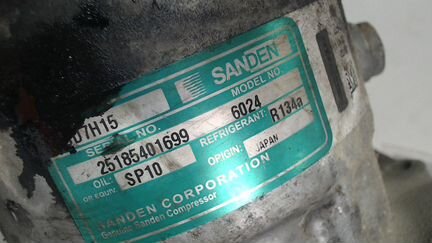 SANDEN
D7H15
SERIAL NO.
MODEL NO.
25185401699
6024
OIL:
OR EQUIV.
SP10
REFRIGERANT:
R134a
ORIGIN:
JAPAN
SANDEN CORPORATION
Genuine Sanden Compressor